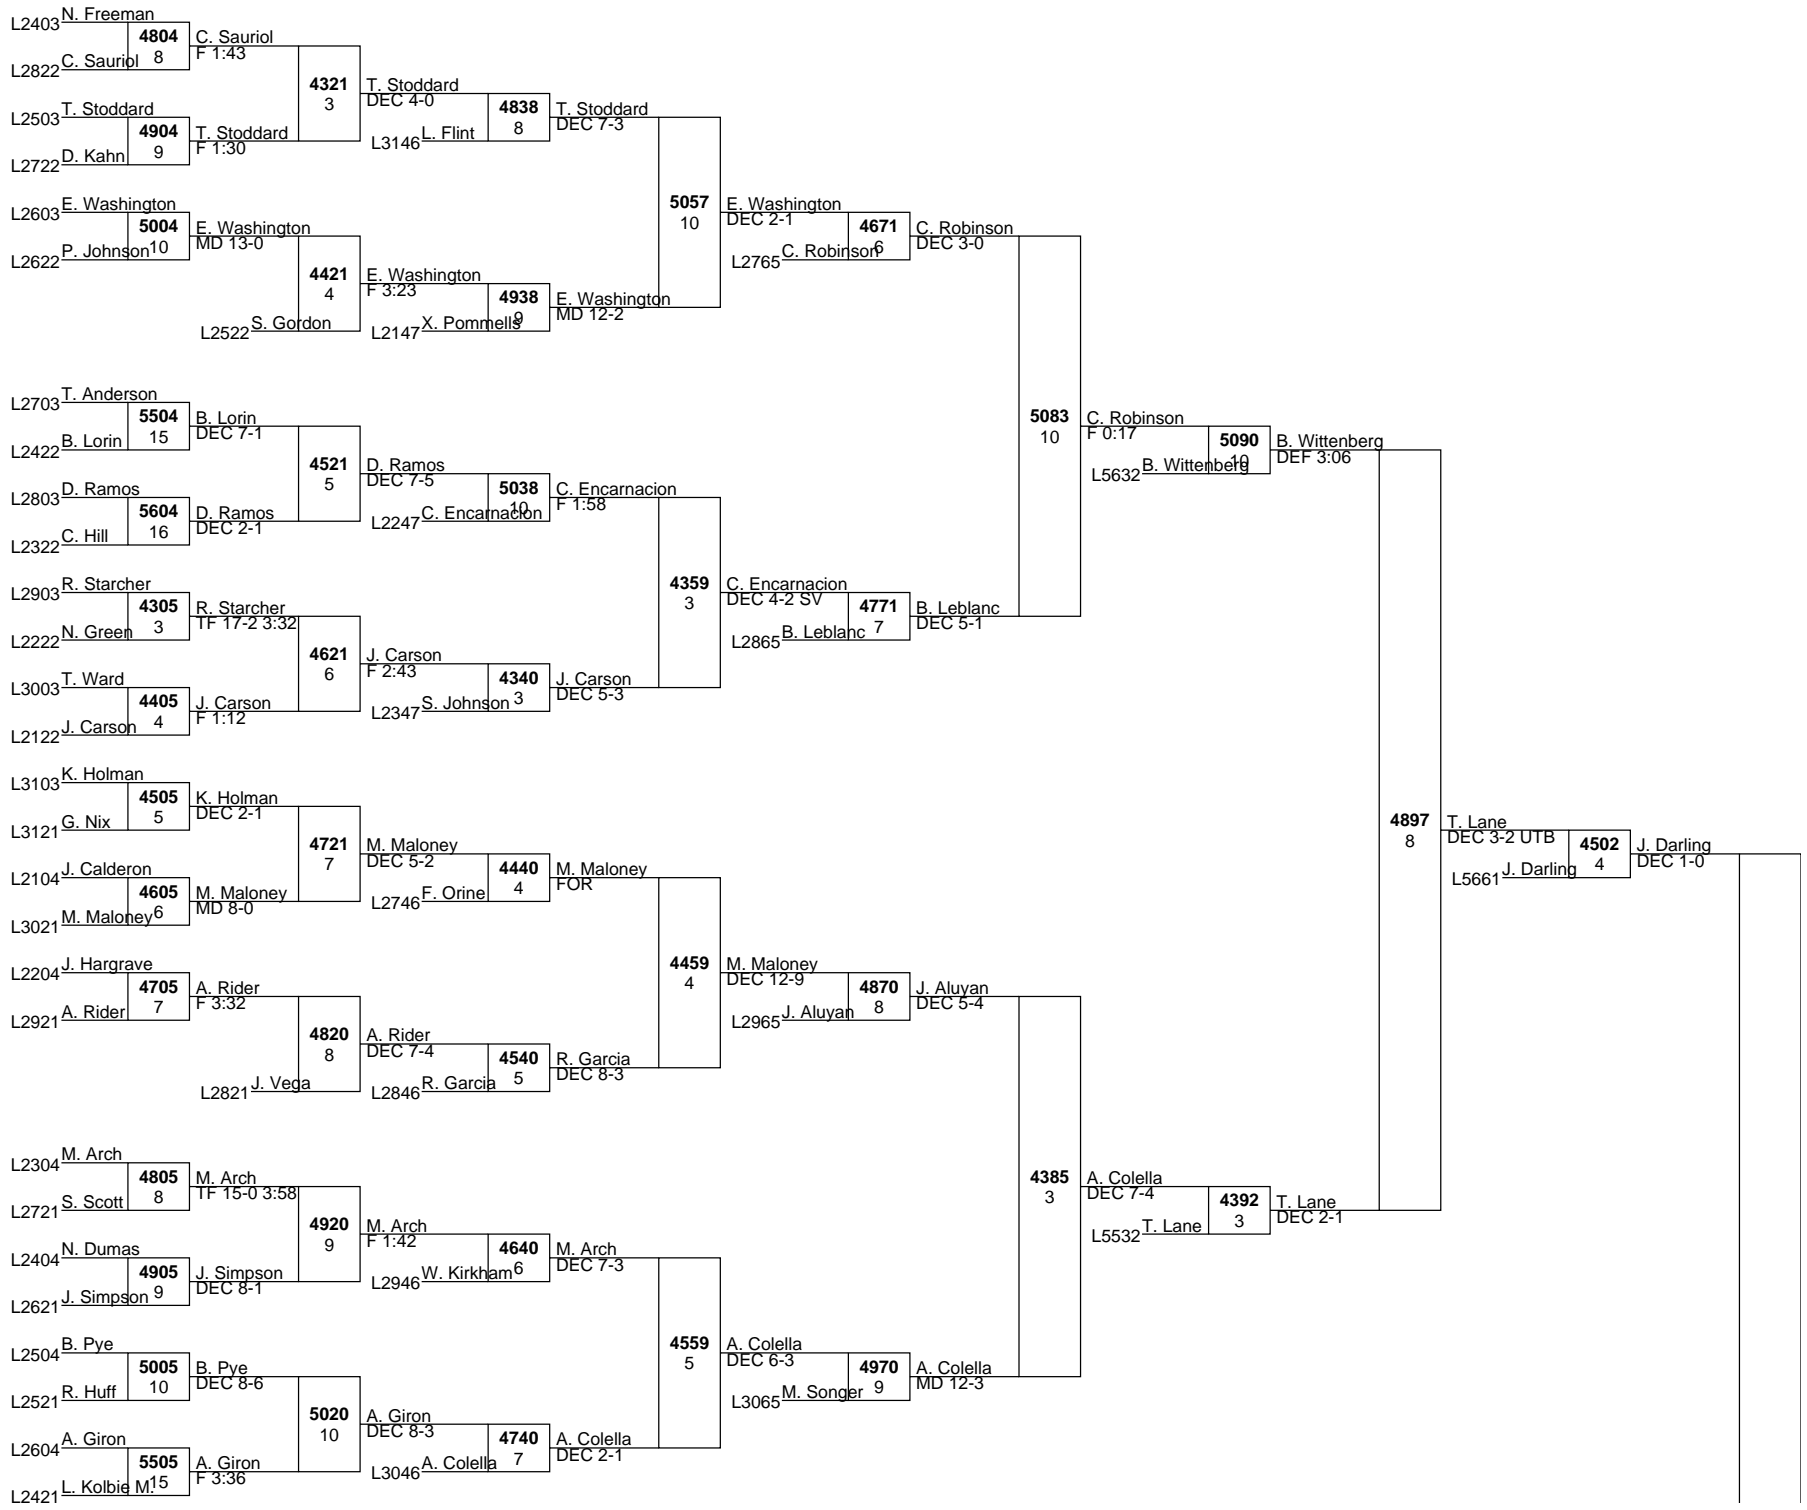 N. Freeman
L2403
4804
8
C. Sauriol
F 1:43
C. Sauriol
L2822
4321
3
T. Stoddard
DEC 4-0
4838
8
T. Stoddard
DEC 7-3
T. Stoddard
L2503
4904
9
T. Stoddard
F 1:30
L. Flint
L3146
D. Kahn
L2722
E. Washington
L2603
5004
10
E. Washington
MD 13-0
P. Johnson
L2622
5057
10
E. Washington
DEC 2-1
4671
6
C. Robinson
DEC 3-0
C. Robinson
L2765
4421
4
E. Washington
F 3:23
4938
9
E. Washington
MD 12-2
S. Gordon
L2522
X. Pommells
L2147
T. Anderson
L2703
5504
15
B. Lorin
DEC 7-1
B. Lorin
L2422
5083
10
C. Robinson
F 0:17
5090
10
B. Wittenberg
DEF 3:06
B. Wittenberg
L5632
4521
5
D. Ramos
DEC 7-5
5038
10
C. Encarnacion
F 1:58
D. Ramos
L2803
5604
16
D. Ramos
DEC 2-1
C. Encarnacion
L2247
C. Hill
L2322
R. Starcher
L2903
4305
3
R. Starcher
TF 17-2 3:32
N. Green
L2222
4359
3
C. Encarnacion
DEC 4-2 SV
4771
7
B. Leblanc
DEC 5-1
B. Leblanc
L2865
4621
6
J. Carson
F 2:43
4340
3
J. Carson
DEC 5-3
T. Ward
L3003
4405
4
J. Carson
F 1:12
S. Johnson
L2347
J. Carson
L2122
K. Holman
L3103
4505
5
K. Holman
DEC 2-1
G. Nix
L3121
4897
8
T. Lane
DEC 3-2 UTB
4502
4
J. Darling
DEC 1-0
J. Darling
L5661
4721
7
M. Maloney
DEC 5-2
4440
4
M. Maloney
FOR
J. Calderon
L2104
4605
6
M. Maloney
MD 8-0
F. Orine
L2746
M. Maloney
L3021
J. Hargrave
L2204
4705
7
A. Rider
F 3:32
A. Rider
L2921
4459
4
M. Maloney
DEC 12-9
4870
8
J. Aluyan
DEC 5-4
J. Aluyan
L2965
4820
8
A. Rider
DEC 7-4
4540
5
R. Garcia
DEC 8-3
J. Vega
L2821
R. Garcia
L2846
M. Arch
L2304
4805
8
M. Arch
TF 15-0 3:58
S. Scott
L2721
4385
3
A. Colella
DEC 7-4
4392
3
T. Lane
DEC 2-1
T. Lane
L5532
4920
9
M. Arch
F 1:42
4640
6
M. Arch
DEC 7-3
N. Dumas
L2404
4905
9
J. Simpson
DEC 8-1
W. Kirkham
L2946
J. Simpson
L2621
B. Pye
L2504
5005
10
B. Pye
DEC 8-6
R. Huff
L2521
4559
5
A. Colella
DEC 6-3
4970
9
A. Colella
MD 12-3
M. Songer
L3065
5020
10
A. Giron
DEC 8-3
4740
7
A. Colella
DEC 2-1
A. Giron
L2604
5505
15
A. Giron
F 3:36
A. Colella
L3046
L. Kolbie M.
L2421